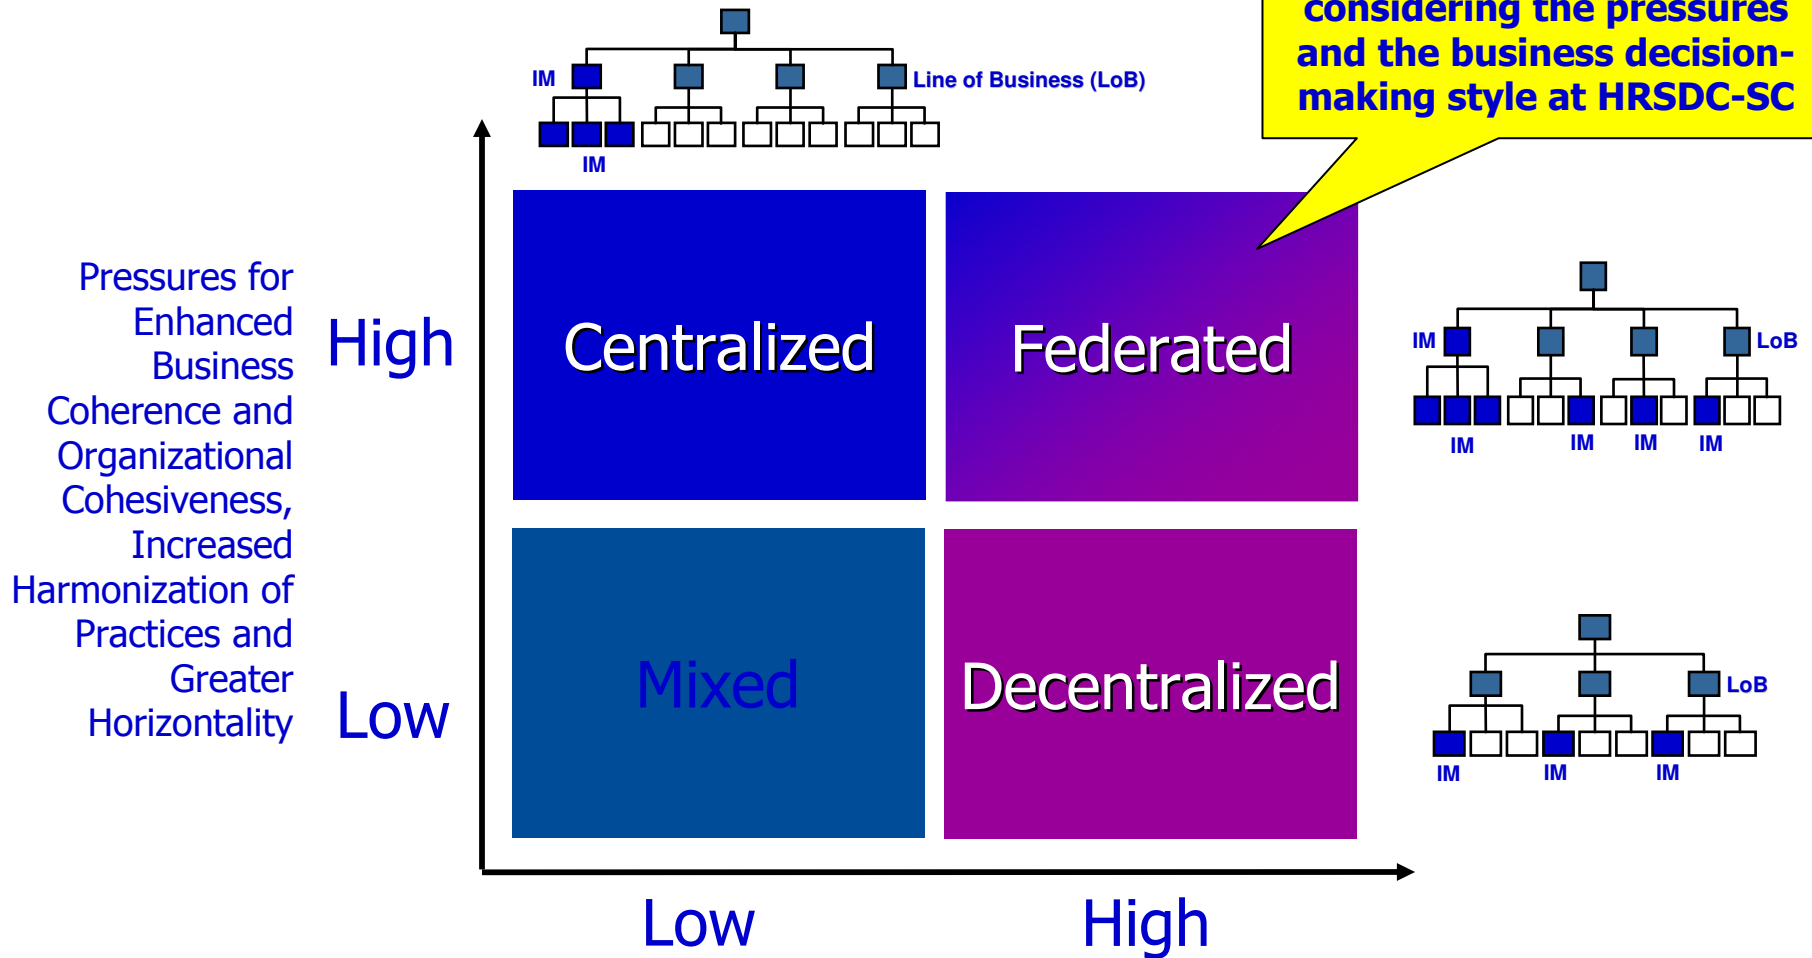 considering the pressures
and the business decision-
making style at HRSDC-SC
IM
Line of Business (LoB)
IM
Pressures for
Enhanced
Business
Coherence and
Organizational
Cohesiveness,
Increased
Harmonization of
Practices and
Greater
Horizontality
High
Centralized
Federated
IM
LoB
IM
IM
IM
IM
Low
Mixed
Decentralized
LoB
IM
IM
IM
Low
High